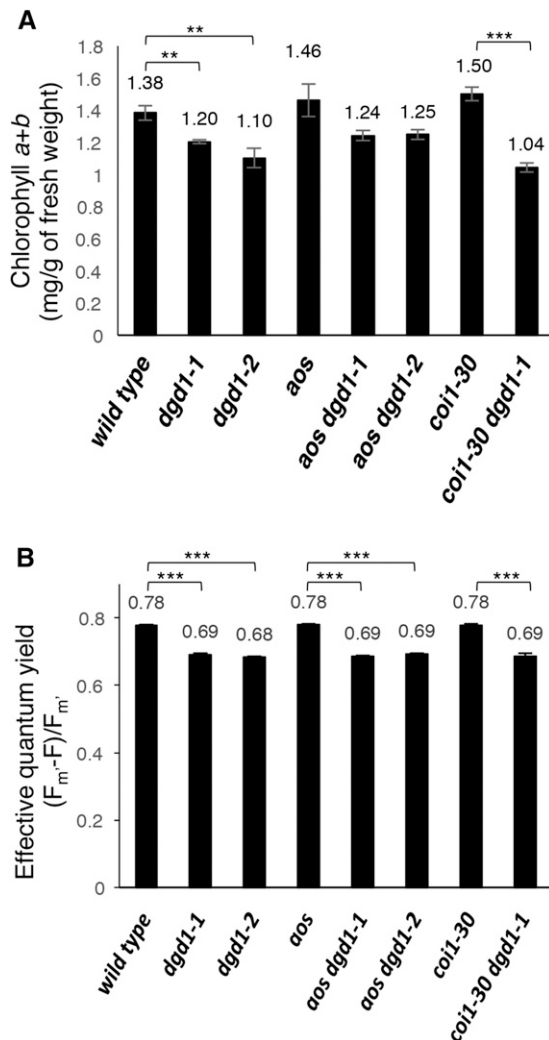 A
Chlorophyll a+b
(mg/g of fresh weight)
1.8
1.6
1.4
1.2
1
0.8
0.6
0.4
0.2
0
**
**
***
1.38
1.20
1.10
1.46
1.24
1.25
1.50
1.04
wild type
dgd1-1
dgd1-2
aos
aos dgd1-1
aos dgd1-2
coi1-30
coi1-30 dgd1-1
B
Effective quantum yield
(Fm'-F)/Fm'
0.8
0.6
0.4
0.2
0
***
***
***
***
***
0.78
0.69
0.68
0.78
0.69
0.69
0.78
0.69
wild type
dgd1-1
dgd1-2
aos
aos dgd1-1
aos dgd1-2
coi1-30
coi1-30 dgd1-1